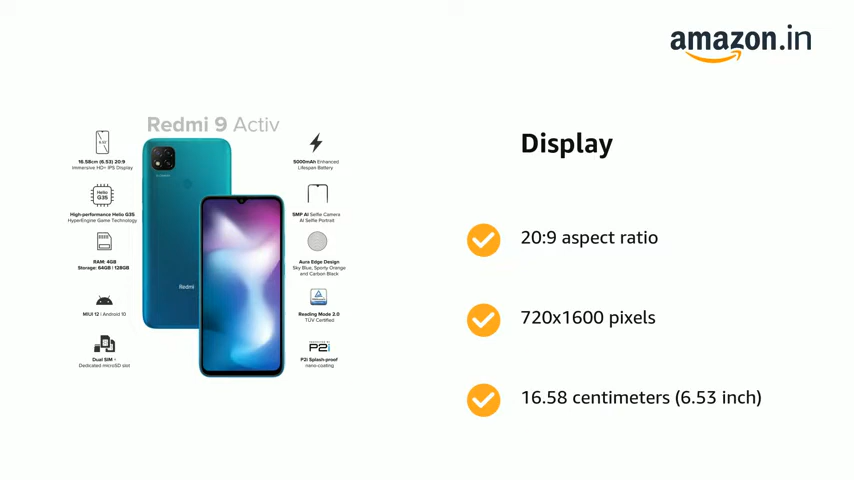 amazon.in
Redmi 9 Activ
16.58cm (6.53) 20:9
Immersive HD+ IPS Display
High-performance Helio G35
HyperEngine Game Technology
RAM: 4GB
Storage: 64GB | 128GB
MIUI 12 | Android 10
Dual SIM +
Dedicated microSD slot
Helio
G35
Redmi
5000mAh Enhanced
Lifespan Battery
5MP AI Selfie Camera
AI Selfie Portrait
Aura Edge Design
Sky Blue, Sporty Orange
and Carbon Black
Reading Mode 2.0
TÜV Certified
P2i
P2i Splash-proof
nano-coating
Display
20:9 aspect ratio
720x1600 pixels
16.58 centimeters (6.53 inch)